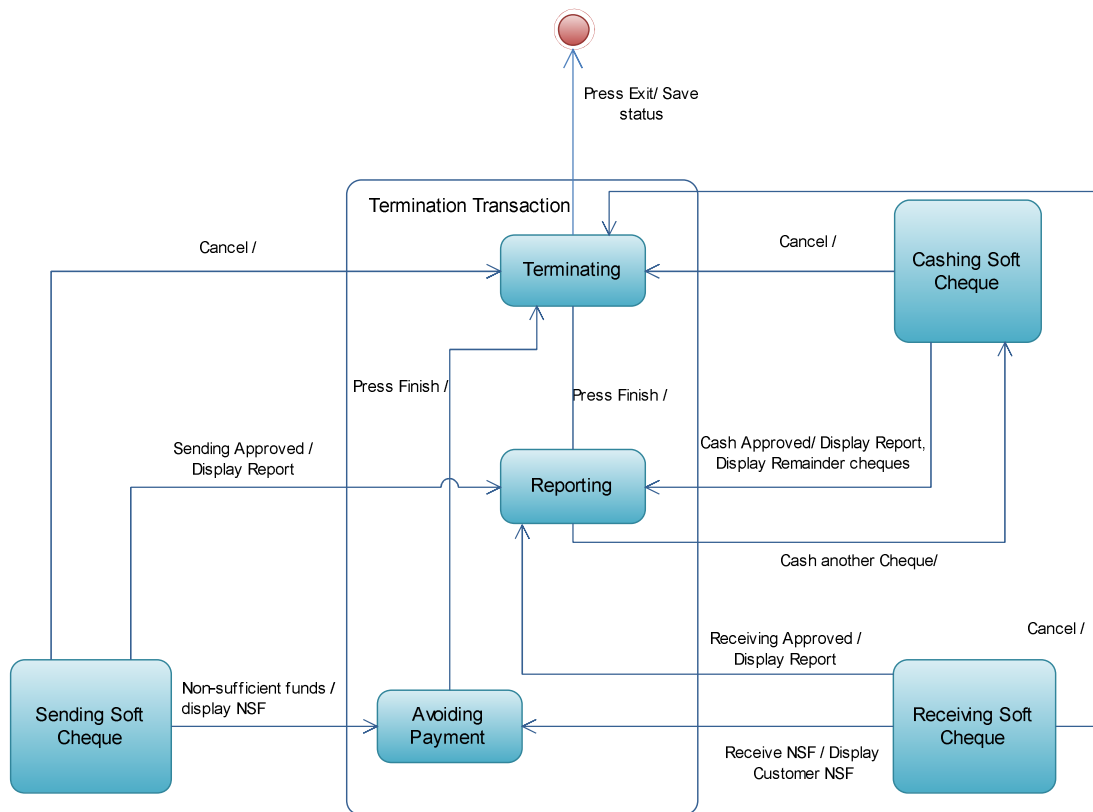 Press Exit/ Save
status
Termination Transaction
Cancel /
Terminating
Cancel /
Cashing Soft
Cheque
Press Finish /
Press Finish /
Sending Approved /
Display Report
Cash Approved/ Display Report,
Display Remainder cheques
Reporting
Cash another Cheque/
Receiving Approved /
Display Report
Cancel /
Sending Soft
Cheque
Non-sufficient funds /
display NSF
Avoiding
Payment
Receiving Soft
Cheque
Receive NSF / Display
Customer NSF